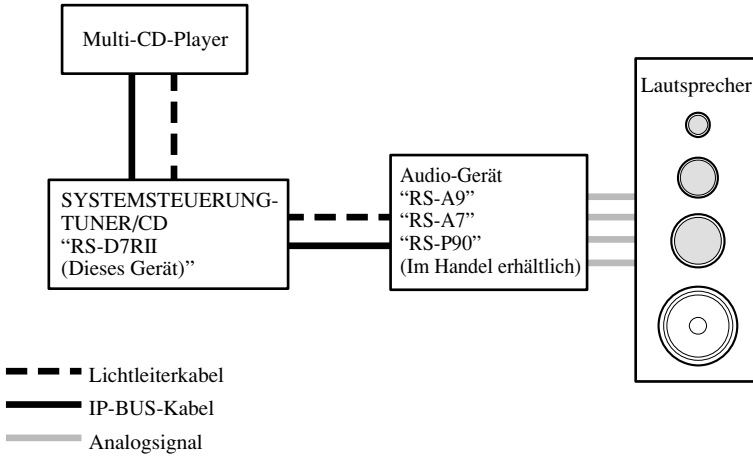 Multi-CD-Player
Lautsprecher
SYSTEMSTEUERUNG-
TUNER/CD
“RS-D7RII
(Dieses Gerät)”
Audio-Gerät
“RS-A9”
“RS-A7”
“RS-P90”
(Im Handel erhältlich)
Lichtleiterkabel
IP-BUS-Kabel
Analogsignal